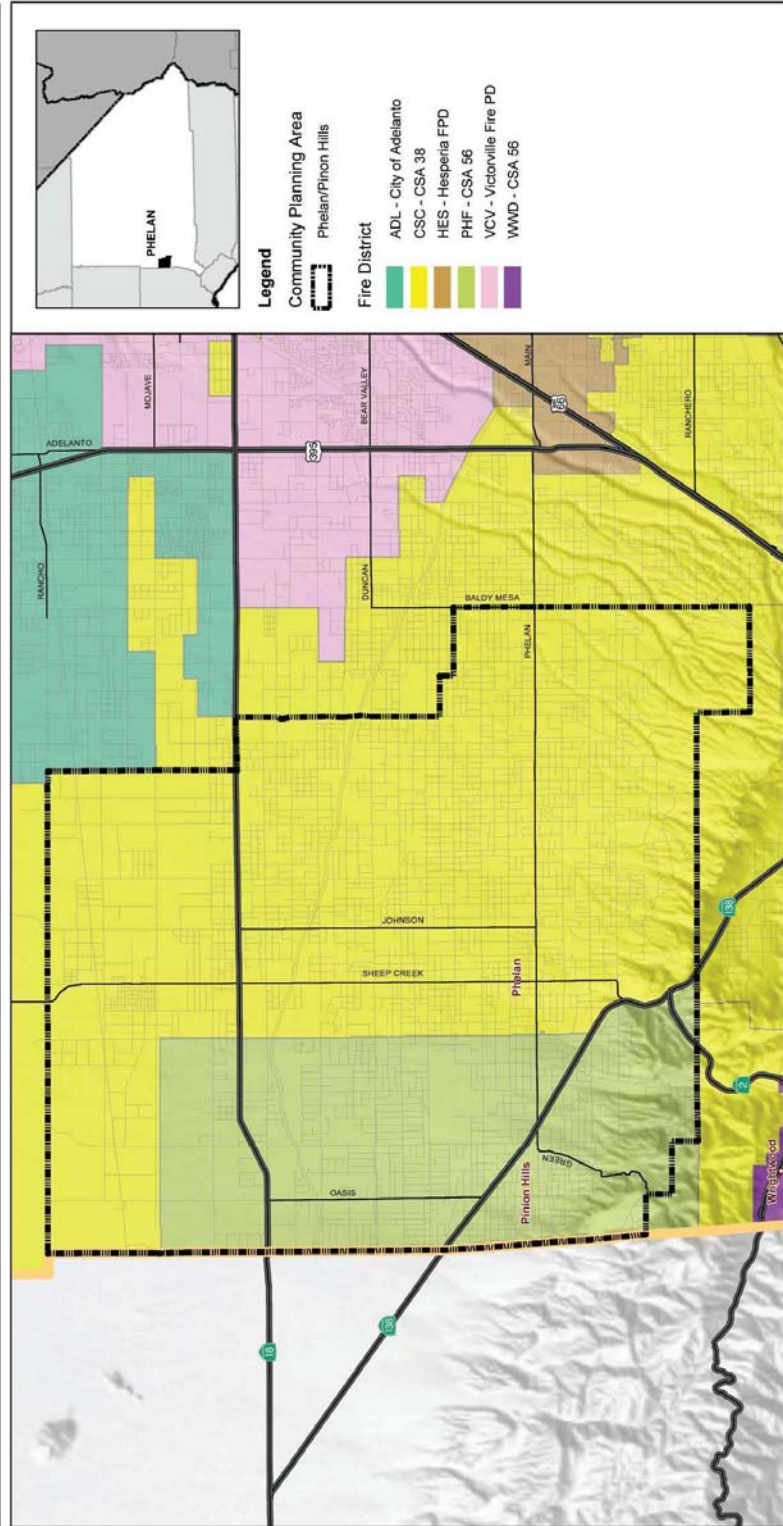 PHELAN
Legend
Community Planning Area
Phelan/Pinon Hills
Fire District
ADL - City of Adelanto
CSC - CSA 38
HES - Hesperia FPD
PHF - CSA 56
VCV - Victorville Fire PD
WWD - CSA 56
RANCHO
ADELANTO
MOJAVE
395
18
DUNCAN
BEAR VALLEY
138
BALDY MESA
JOHNSON
SHEEP CREEK
OASIS
PHELAN
MAIN
66
Phelan
Pinion Hills
GREEN
RANCHERO
138
2
Wrightwood